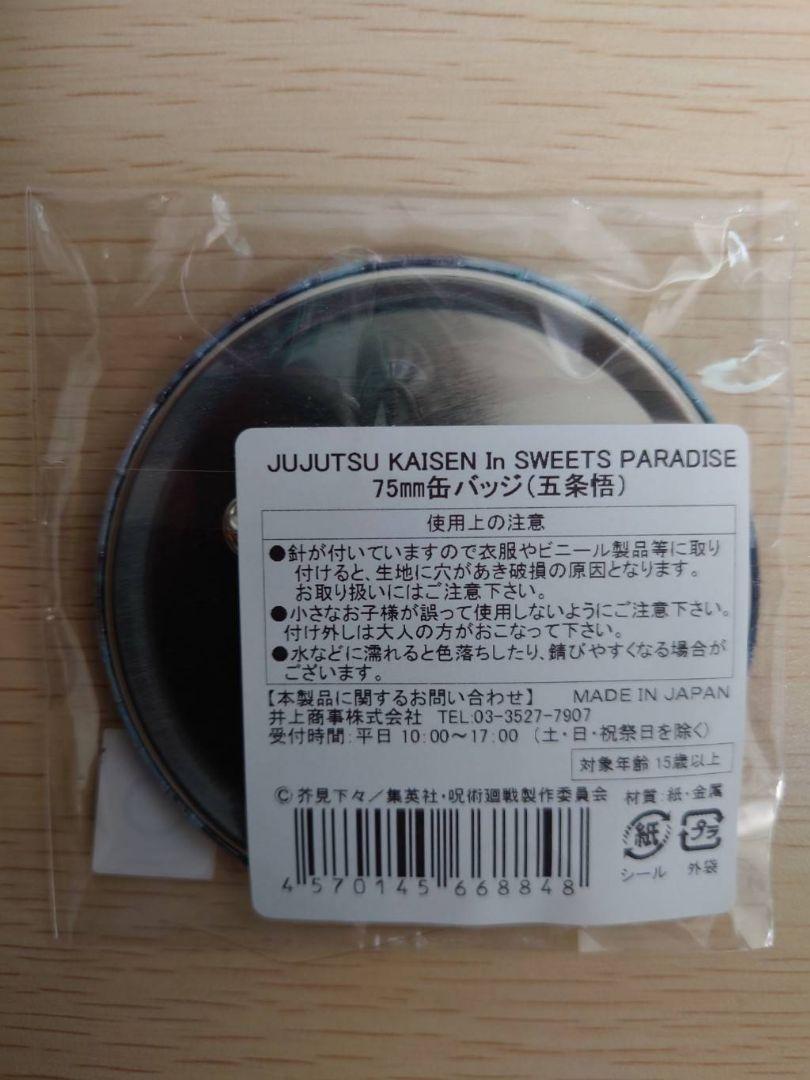 JUJUTSU KAISEN In SWEETS PARADISE
75mm缶バッジ(五条悟)
使用上の注意
●針が付いていますので衣服やビニール製品等に取り
付けると、生地に穴があき破損の原因となります。
お取り扱いにはご注意下さい。
●小さなお子様が誤って使用しないようにご注意下さい。
付け外しは大人の方がおこなって下さい。
●水などに濡れると色落ちしたり、錆びやすくなる場合が
ございます。
【本製品に関するお問い合わせ】 MADE IN JAPAN
井上商事株式会社 TEL:03-3527-7907
受付時間:平日 10:00～17:00 (土・日・祝祭日を除く)
対象年齢 15歳以上
©芥見下々/集英社・呪術廻戦製作委員会 材質:紙・金属
紙 プラ
シール 外袋
4570145668848